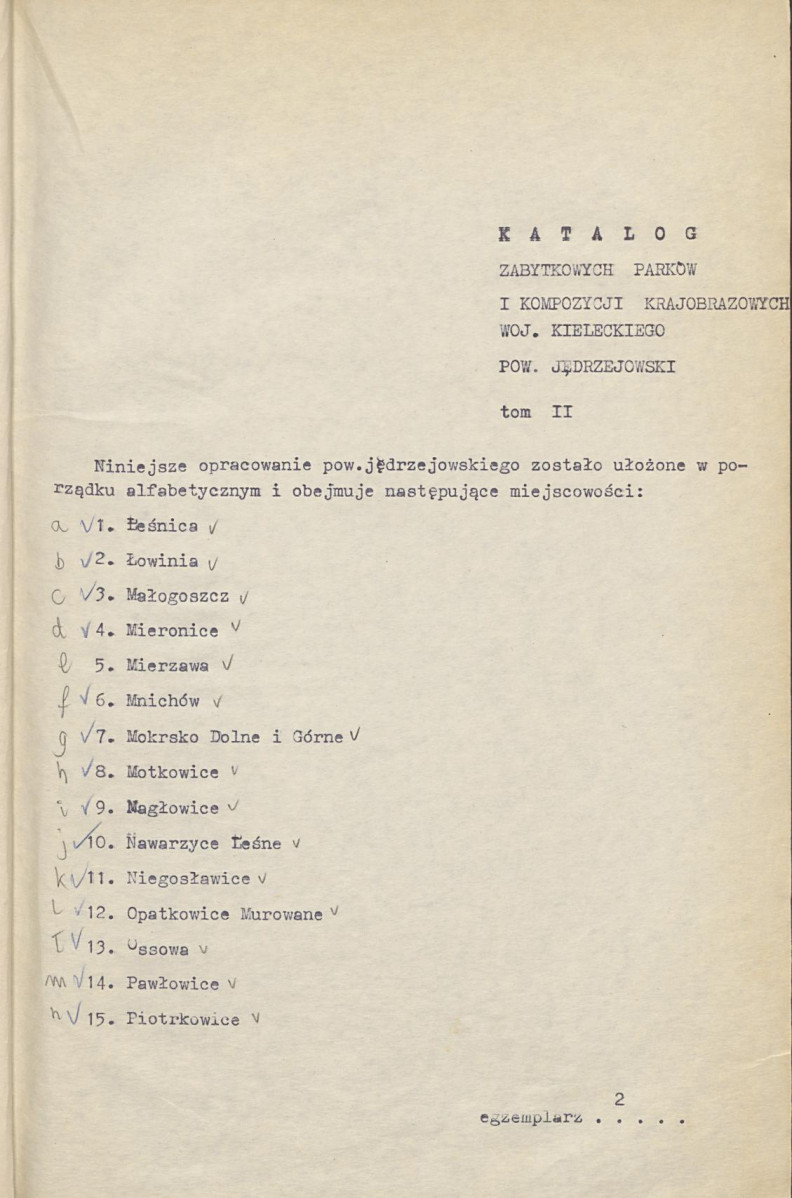 K A T A L O G
ZABYTKOWYCH PARKÓW
I KOMPOZYCJI KRAJOBRAZOWYCH
WOJ. KIELECKIEGO
POW. JĘDRZEJOWSKI
tom II
Niniejsze opracowanie pow.jędrzejowskiego zostało ułożone w po-
rządku alfabetycznym i obejmuje następujące miejscowości:
a √ 1. Łeśnica √
b √ 2. Łowinia √
c √ 3. Małogoszcz √
d √ 4. Mieronice √
e 5. Mierzawa √
f √ 6. Mnichów √
g √ 7. Mokrsko Dolne i Górne √
h √ 8. Motkowice √
i √ 9. Nagłowice √
j √ 10. Nawarzyce Leśne √
k √ 11. Niegosławice √
l √ 12. Opatkowice Murowane √
ł √ 13. Ossowa √
m √ 14. Pawłowice √
n √ 15. Piotrkowice √
2
egzemplarz . . . . .